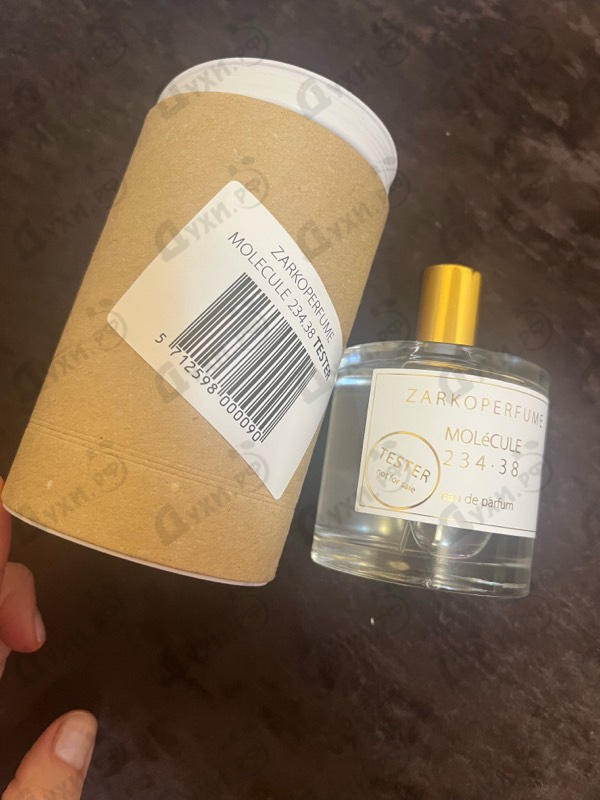 ZARKOPERFUME
MOLECULE 234.38 TESTER
5 712598 000090
ZARKOPERFUME
MOLéCULE
234·38
TESTER
not for sale
eau de parfum
Духи.рф